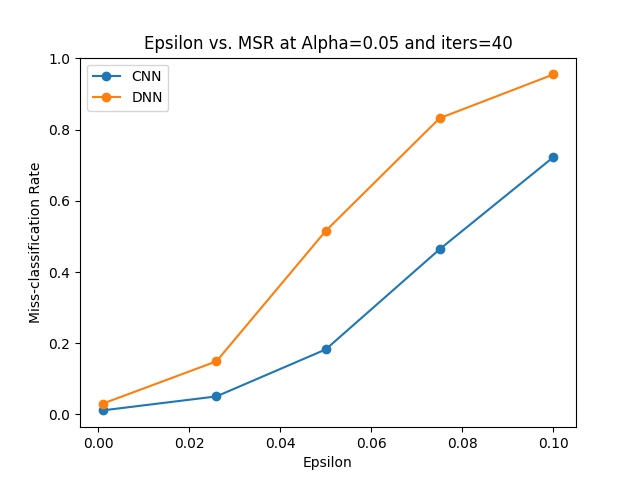 Epsilon vs. MSR at Alpha=0.05 and iters=40
CNN
DNN
1.0
0.8
0.6
0.4
0.2
0.0
Miss-classification Rate
0.00 0.02 0.04 0.06 0.08 0.10
Epsilon